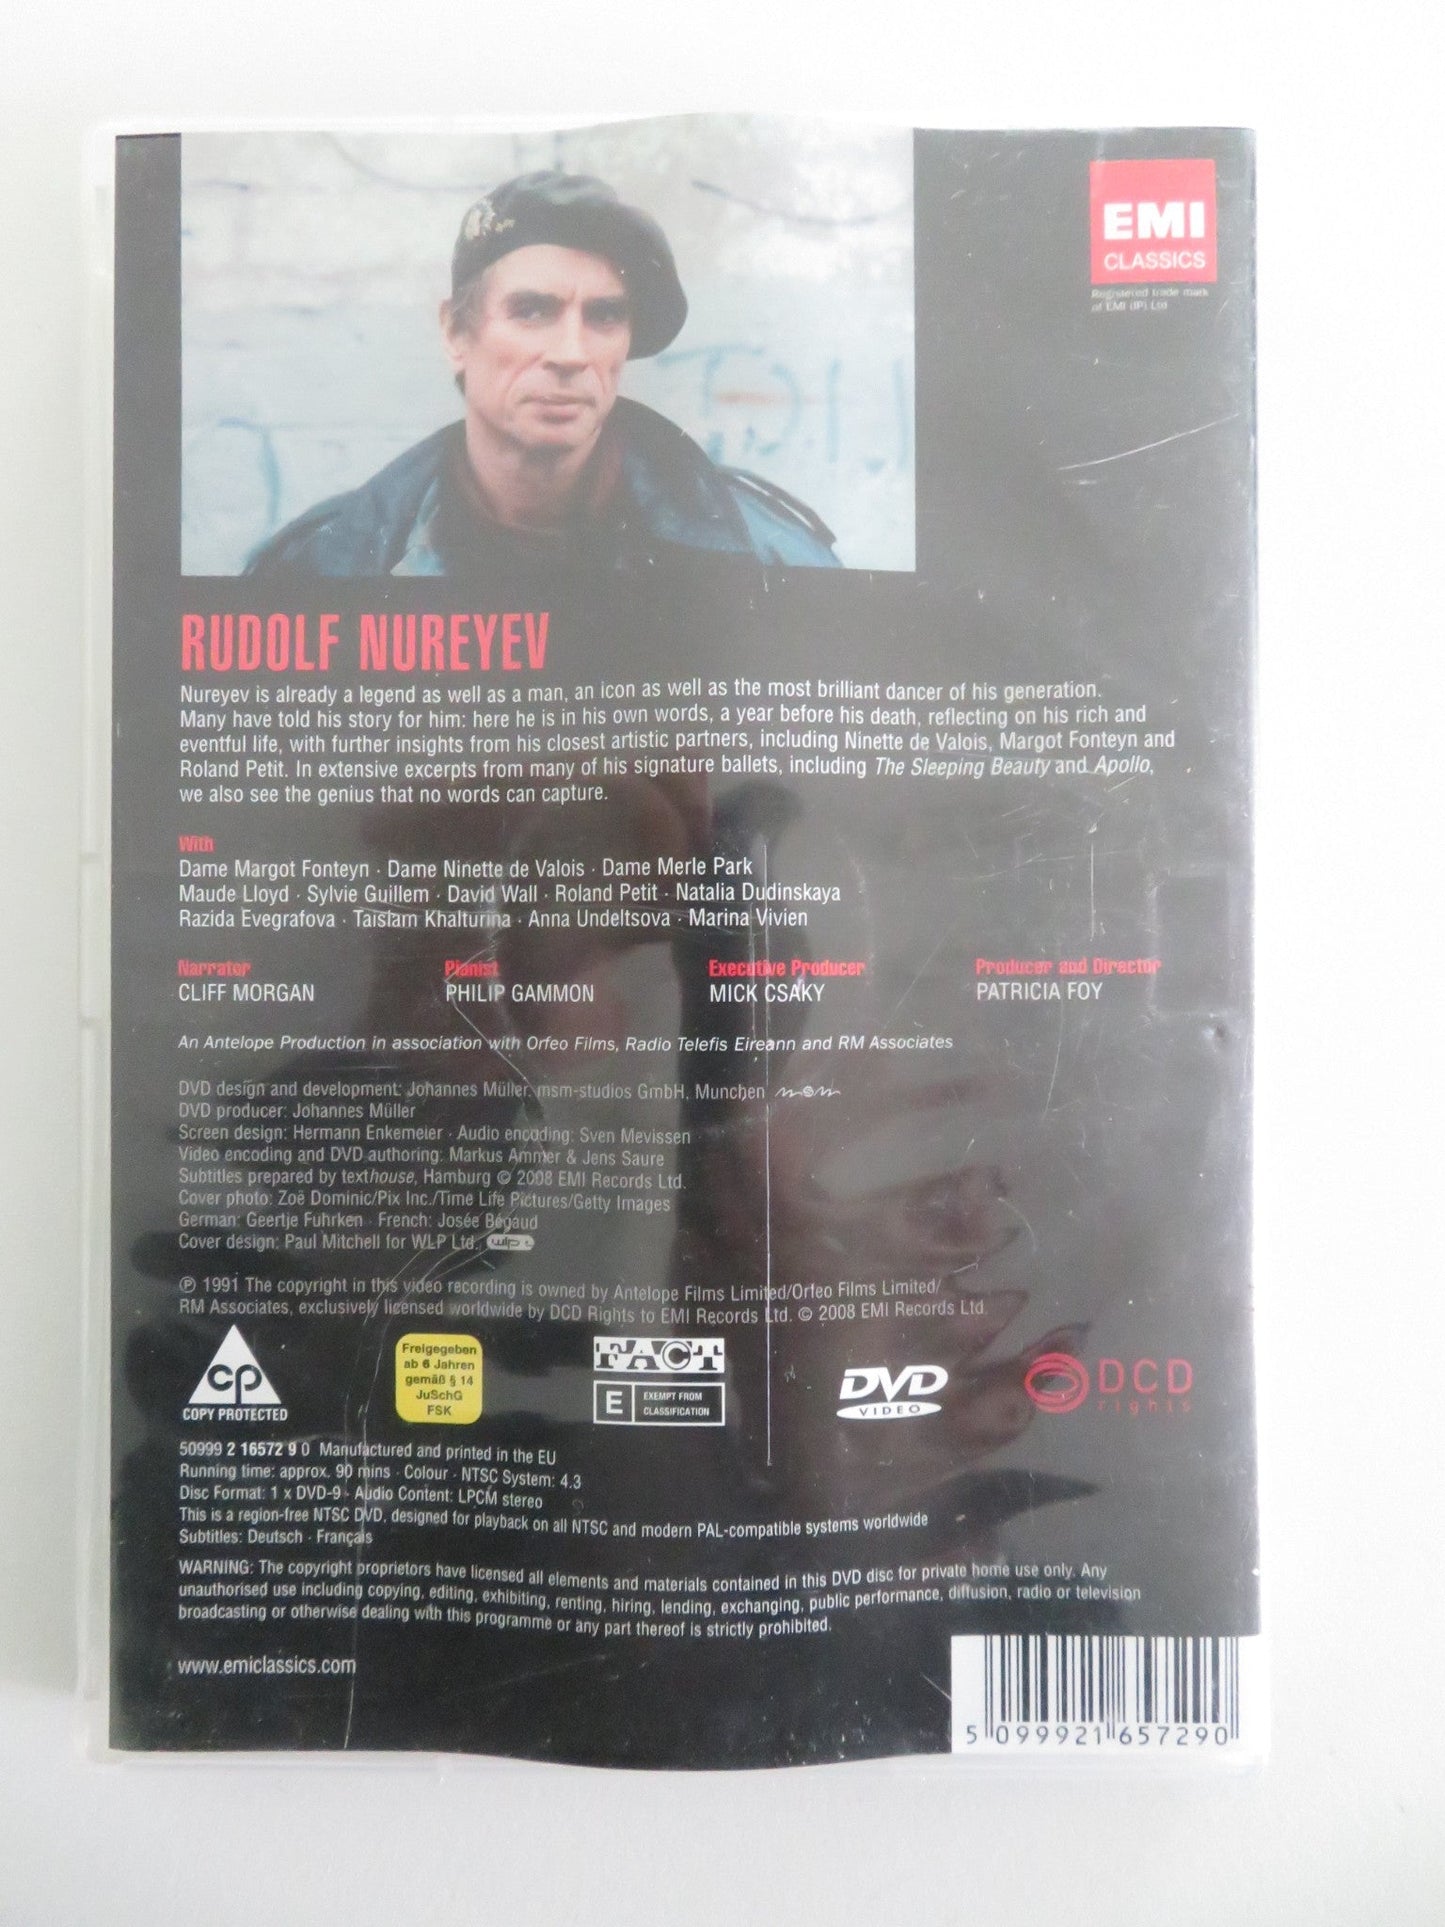 EMI
CLASSICS
Registered trade mark
of EMI (IP) Ltd
RUDOLF NUREYEV
Nureyev is already a legend as well as a man, an icon as well as the most brilliant dancer of his generation.
Many have told his story for him: here he is in his own words, a year before his death, reflecting on his rich and
eventful life, with further insights from his closest artistic partners, including Ninette de Valois, Margot Fonteyn and
Roland Petit. In extensive excerpts from many of his signature ballets, including The Sleeping Beauty and Apollo,
we also see the genius that no words can capture.
With
Dame Margot Fonteyn · Dame Ninette de Valois · Dame Merle Park
Maude Lloyd · Sylvie Guillem · David Wall · Roland Petit · Natalia Dudinskaya
Razida Evegrafova · Taislam Khalturina · Anna Undeltsova · Marina Vivien
Narrator Pianist Executive Producer Producer and Director
CLIFF MORGAN PHILIP GAMMON MICK CSAKY PATRICIA FOY
An Antelope Production in association with Orfeo Films, Radio Telefis Eireann and RM Associates
DVD design and development: Johannes Müller, msm-studios GmbH, Munchen msm
DVD producer: Johannes Müller
Screen design: Hermann Enkemeier · Audio encoding: Sven Mevissen
Video encoding and DVD authoring: Markus Ammer & Jens Saure
Subtitles prepared by texthouse, Hamburg © 2008 EMI Records Ltd.
Cover photo: Zoë Dominic/Pix Inc./Time Life Pictures/Getty Images
German: Geertje Fuhrken · French: Josée Bégaud
Cover design: Paul Mitchell for WLP Ltd. wlp
℗ 1991 The copyright in this video recording is owned by Antelope Films Limited/Orfeo Films Limited/
RM Associates, exclusively licensed worldwide by DCD Rights to EMI Records Ltd. © 2008 EMI Records Ltd.
CP
COPY PROTECTED
Freigegeben
ab 6 Jahren
gemäß § 14
JuSchG
FSK
FACT
E EXEMPT FROM
CLASSIFICATION
DVD
VIDEO
DCD
rights
50999 2 16572 9 0 Manufactured and printed in the EU
Running time: approx. 90 mins · Colour · NTSC System: 4.3
Disc Format: 1 x DVD-9 · Audio Content: LPCM stereo
This is a region-free NTSC DVD, designed for playback on all NTSC and modern PAL-compatible systems worldwide
Subtitles: Deutsch · Français
WARNING: The copyright proprietors have licensed all elements and materials contained in this DVD disc for private home use only. Any
unauthorised use including copying, editing, exhibiting, renting, hiring, lending, exchanging, public performance, diffusion, radio or television
broadcasting or otherwise dealing with this programme or any part thereof is strictly prohibited.
www.emiclassics.com
5 099921 657290